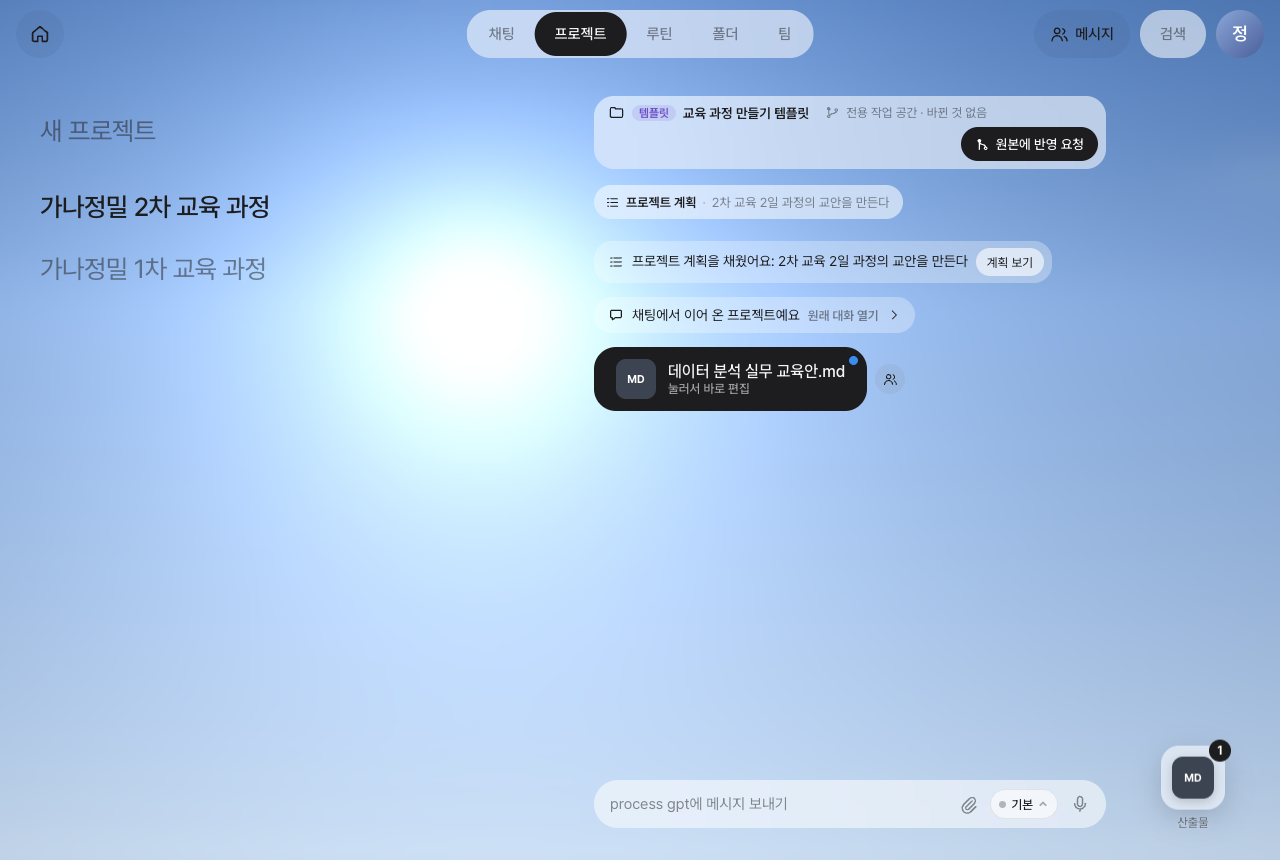 채팅
프로젝트
루틴
폴더
팀
메시지
검색
정
새 프로젝트
가나정밀 2차 교육 과정
가나정밀 1차 교육 과정
템플릿 교육 과정 만들기 템플릿 전용 작업 공간 · 바뀐 것 없음
원본에 반영 요청
프로젝트 계획 · 2차 교육 2일 과정의 교안을 만든다
프로젝트 계획을 채웠어요: 2차 교육 2일 과정의 교안을 만든다 계획 보기
채팅에서 이어 온 프로젝트예요 원래 대화 열기
MD
데이터 분석 실무 교육안.md
눌러서 바로 편집
process gpt에 메시지 보내기
기본
1
MD
산출물